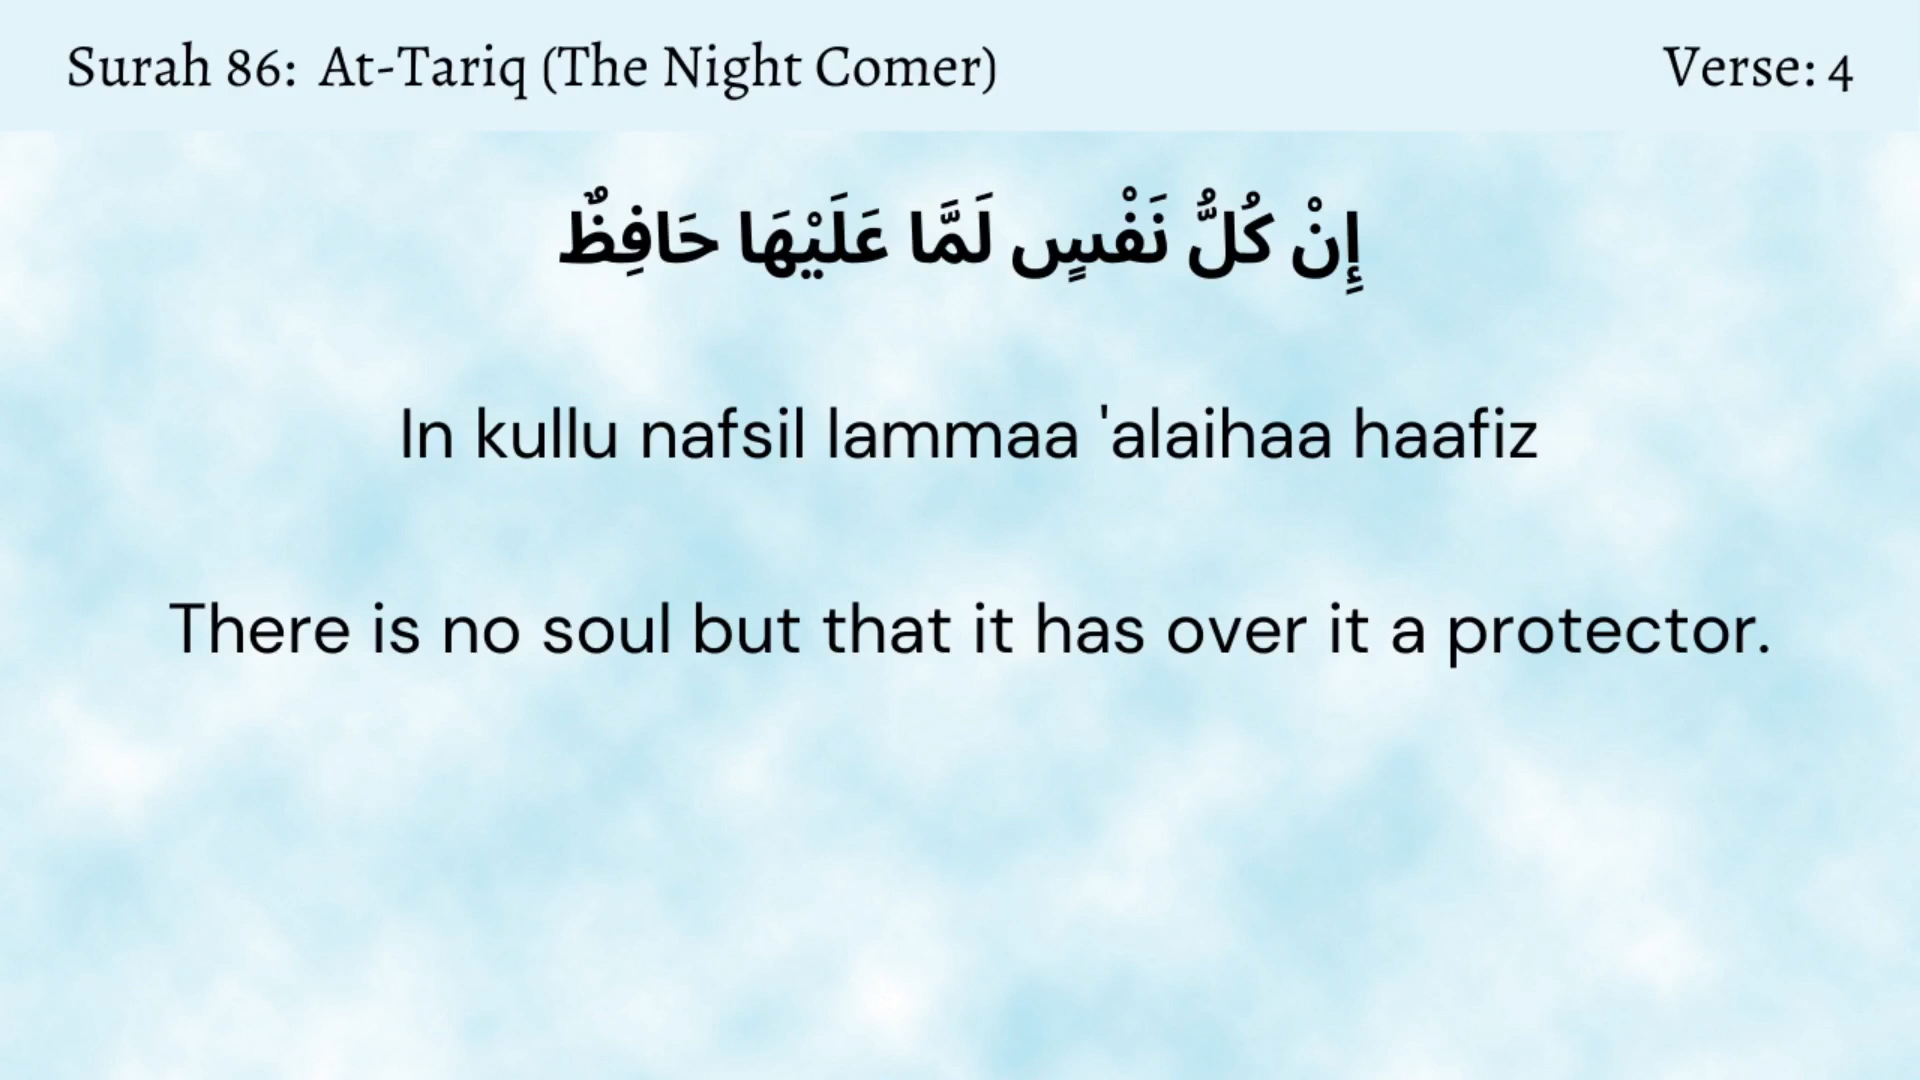 Surah 86: At-Tariq (The Night Comer)
Verse: 4
إِنْ كُلُّ نَفْسٍ لَمَّا عَلَيْهَا حَافِظٌ
In kullu nafsil lammaa 'alaihaa haafiz
There is no soul but that it has over it a protector.